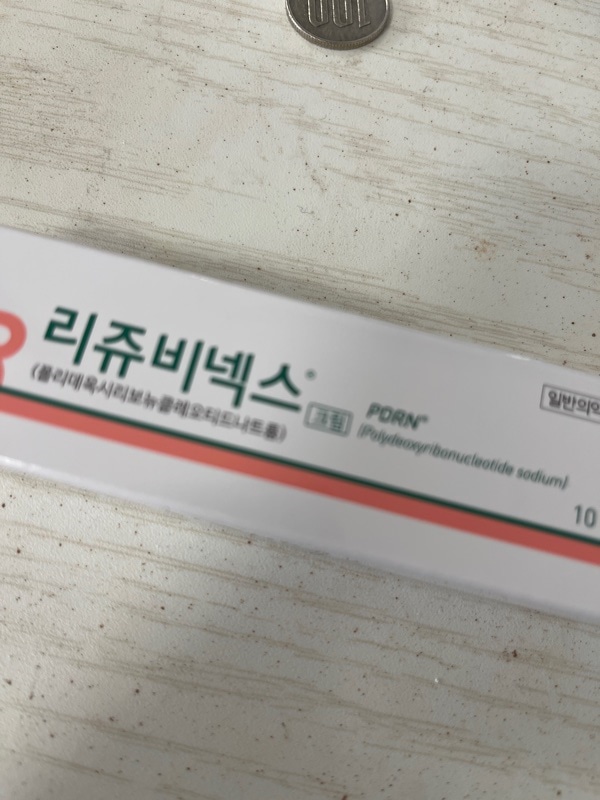 100
리쥬비넥스®
(폴리데옥시리보뉴클레오티드나트륨)
크림
PDRN™
(Polydeoxyribonucleotide sodium)
일반의약
10